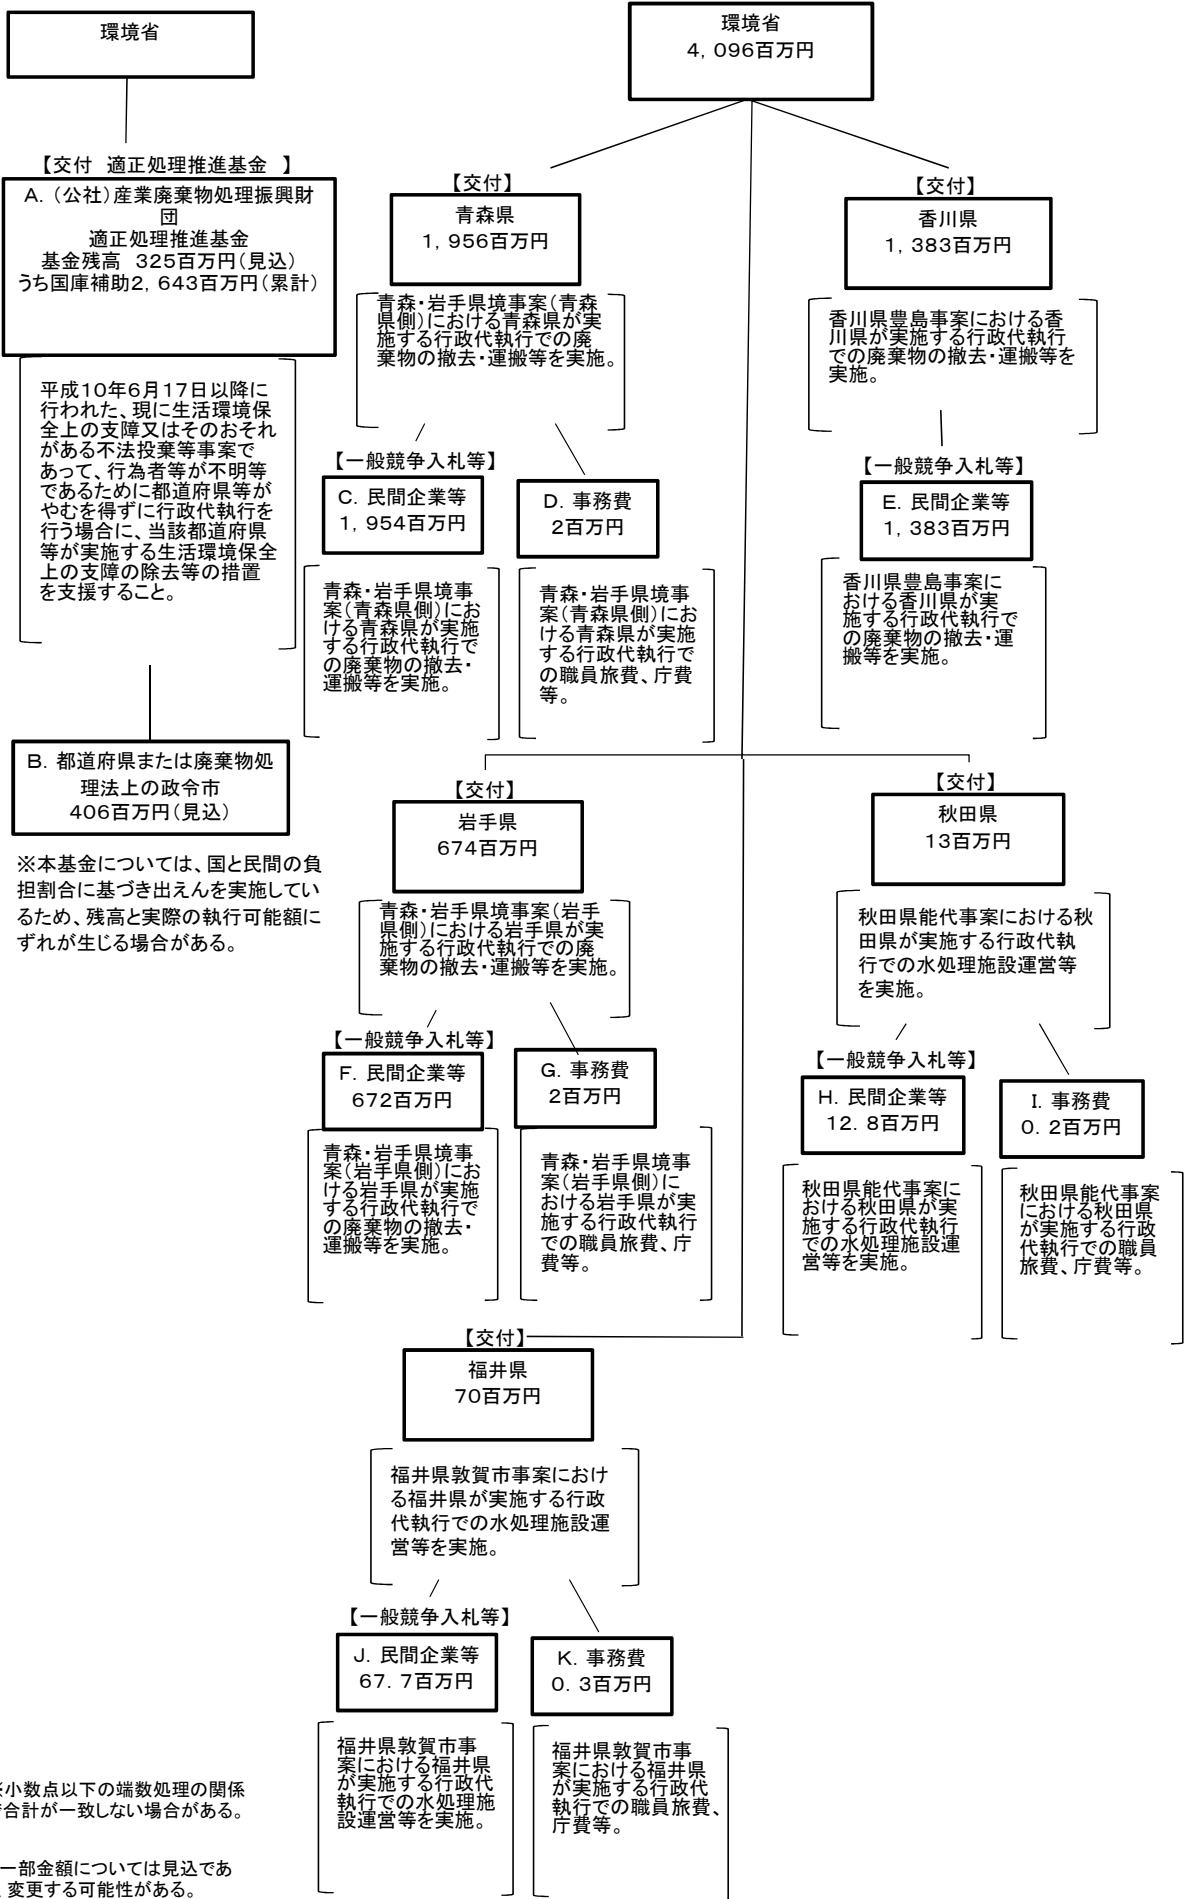 環境省
【交付 適正処理推進基金 】
A. (公社)産業廃棄物処理振興財
団
適正処理推進基金
基金残高 325百万円(見込)
うち国庫補助2, 643百万円(累計)
平成10年6月17日以降に
行われた、現に生活環境保
全上の支障又はそのおそれ
がある不法投棄等事案で
あって、行為者等が不明等
であるために都道府県等が
やむを得ずに行政代執行を
行う場合に、当該都道府県
等が実施する生活環境保全
上の支障の除去等の措置
を支援すること。
B. 都道府県または廃棄物処
理法上の政令市
406百万円(見込)
※本基金については、国と民間の負
担割合に基づき出えんを実施してい
るため、残高と実際の執行可能額に
ずれが生じる場合がある。
環境省
4, 096百万円
【交付】
青森県
1, 956百万円
青森・岩手県境事案(青森
県側)における青森県が実
施する行政代執行での廃
棄物の撤去・運搬等を実施。
【一般競争入札等】
C. 民間企業等
1, 954百万円
青森・岩手県境事
案(青森県側)にお
ける青森県が実施
する行政代執行で
の廃棄物の撤去・
運搬等を実施。
D. 事務費
2百万円
青森・岩手県境事
案(青森県側)にお
ける青森県が実施
する行政代執行で
の職員旅費、庁費
等。
【交付】
香川県
1, 383百万円
香川県豊島事案における香
川県が実施する行政代執行
での廃棄物の撤去・運搬等を
実施。
【一般競争入札等】
E. 民間企業等
1, 383百万円
香川県豊島事案に
おける香川県が実
施する行政代執行で
の廃棄物の撤去・運
搬等を実施。
【交付】
岩手県
674百万円
青森・岩手県境事案(岩手
県側)における岩手県が実
施する行政代執行での廃
棄物の撤去・運搬等を実施。
【一般競争入札等】
F. 民間企業等
672百万円
青森・岩手県境事
案(岩手県側)にお
ける岩手県が実施
する行政代執行で
の廃棄物の撤去・
運搬等を実施。
G. 事務費
2百万円
青森・岩手県境事
案(岩手県側)に
おける岩手県が実
施する行政代執行
での職員旅費、庁
費等。
【交付】
秋田県
13百万円
秋田県能代事案における秋
田県が実施する行政代執
行での水処理施設運営等
を実施。
【一般競争入札等】
H. 民間企業等
12. 8百万円
秋田県能代事案に
おける秋田県が実
施する行政代執行
での水処理施設運
営等を実施。
I. 事務費
0. 2百万円
秋田県能代事案
における秋田県
が実施する行政
代執行での職員
旅費、庁費等。
【交付】
福井県
70百万円
福井県敦賀市事案におけ
る福井県が実施する行政
代執行での水処理施設運
営等を実施。
【一般競争入札等】
J. 民間企業等
67. 7百万円
福井県敦賀市事
案における福井県
が実施する行政代
執行での水処理施
設運営等を実施。
K. 事務費
0. 3百万円
福井県敦賀市事
案における福井県
が実施する行政代
執行での職員旅費、
庁費等。
※小数点以下の端数処理の関係
合計が一致しない場合がある。
一部金額については見込であ
変更する可能性がある。